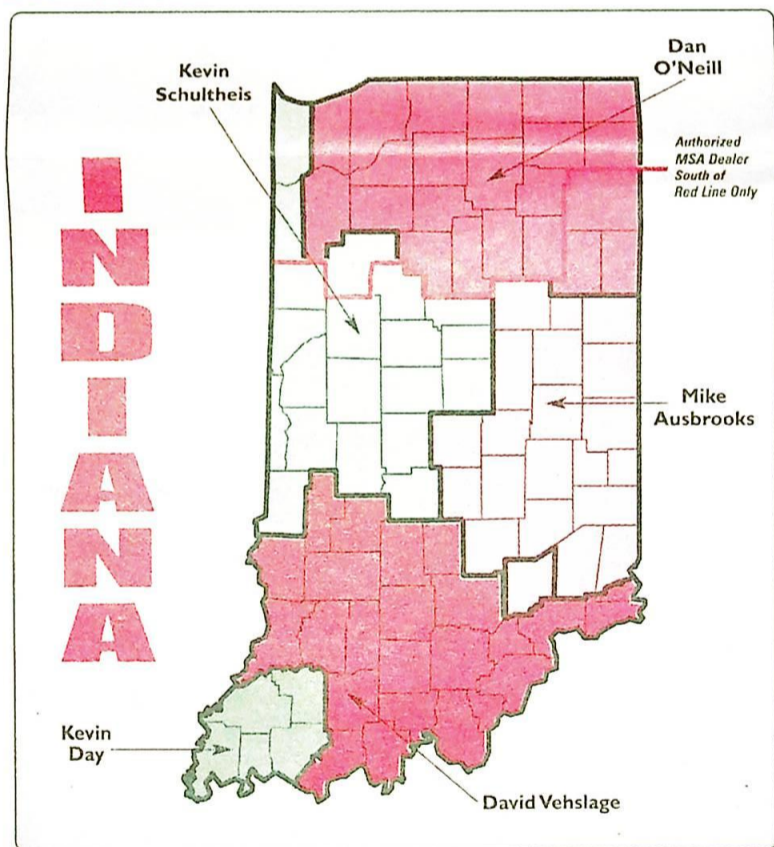 INDIANA
Kevin
Schultheis
Dan
O'Neill
Authorized
MSA Dealer
South of
Red Line Only
Mike
Ausbrooks
Kevin
Day
David Vehslage